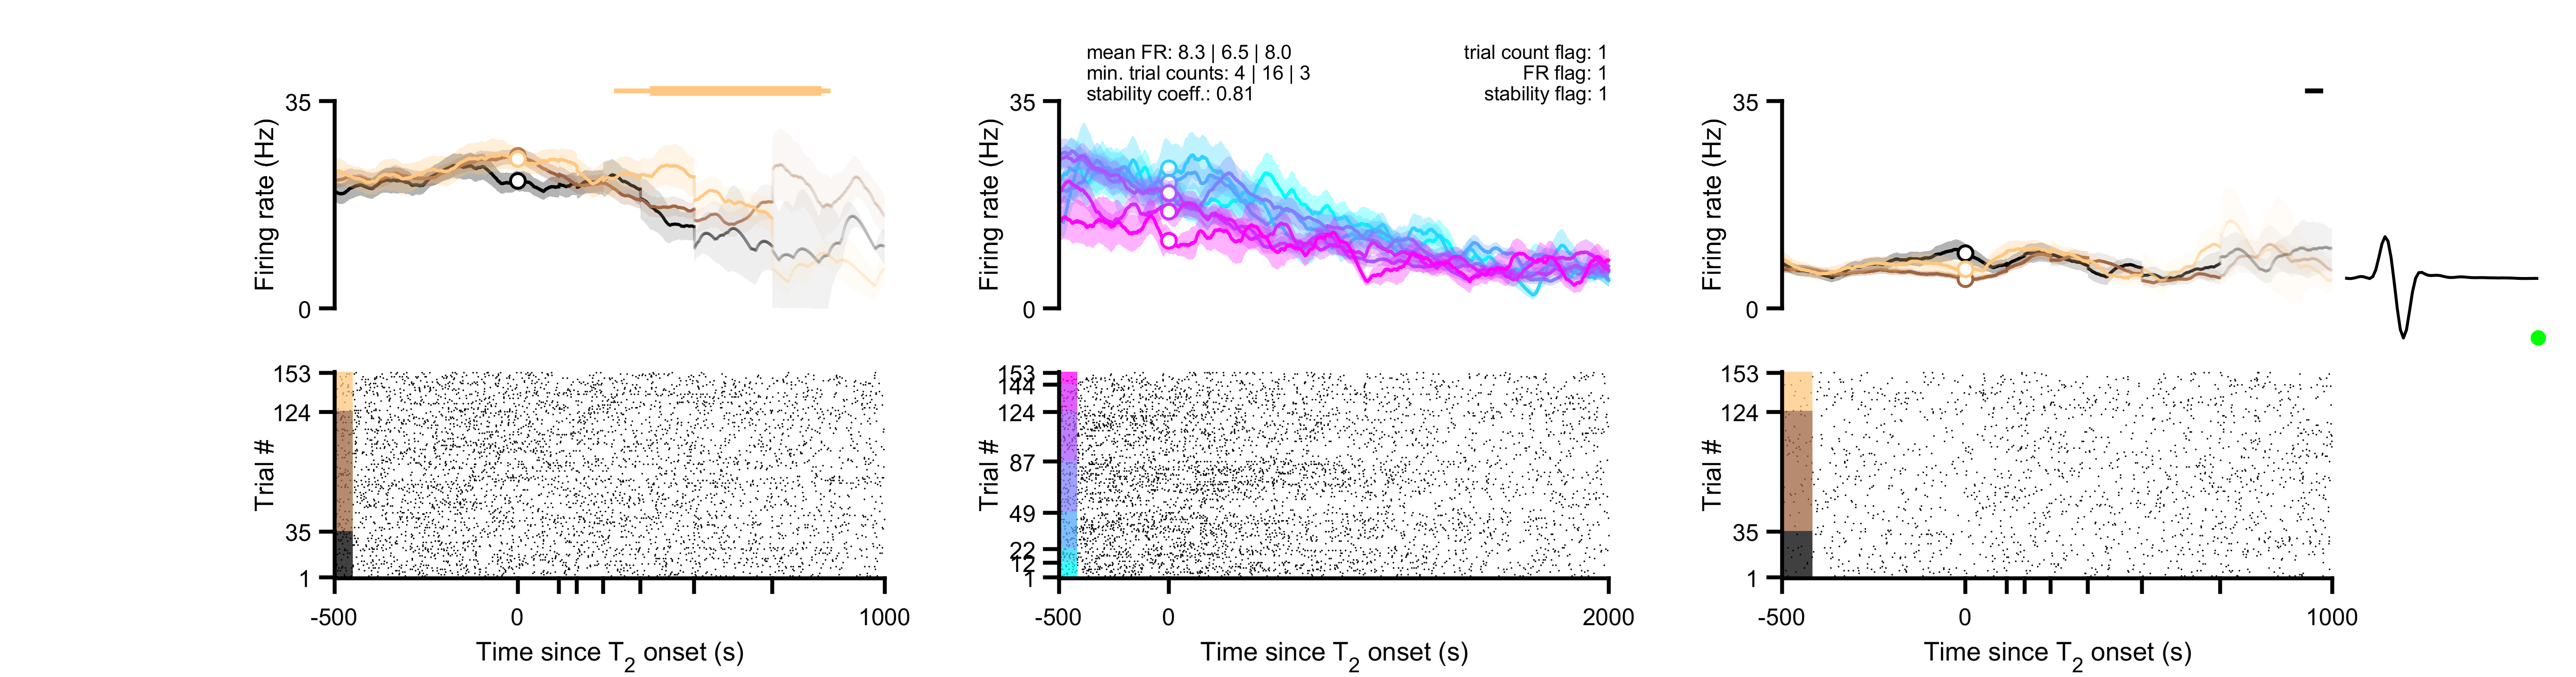 mean FR: 8.3 | 6.5 | 8.0
min. trial counts: 4 | 16 | 3
stability coeff.: 0.81
trial count flag: 1
FR flag: 1
stability flag: 1
35
Firing rate (Hz)
0
153
124
Trial #
35
1
-500
0
1000
Time since T2 onset (s)
35
Firing rate (Hz)
0
153
144
124
Trial #
87
49
22
12
1
-500
0
2000
Time since T2 onset (s)
35
Firing rate (Hz)
0
153
124
Trial #
35
1
-500
0
1000
Time since T2 onset (s)